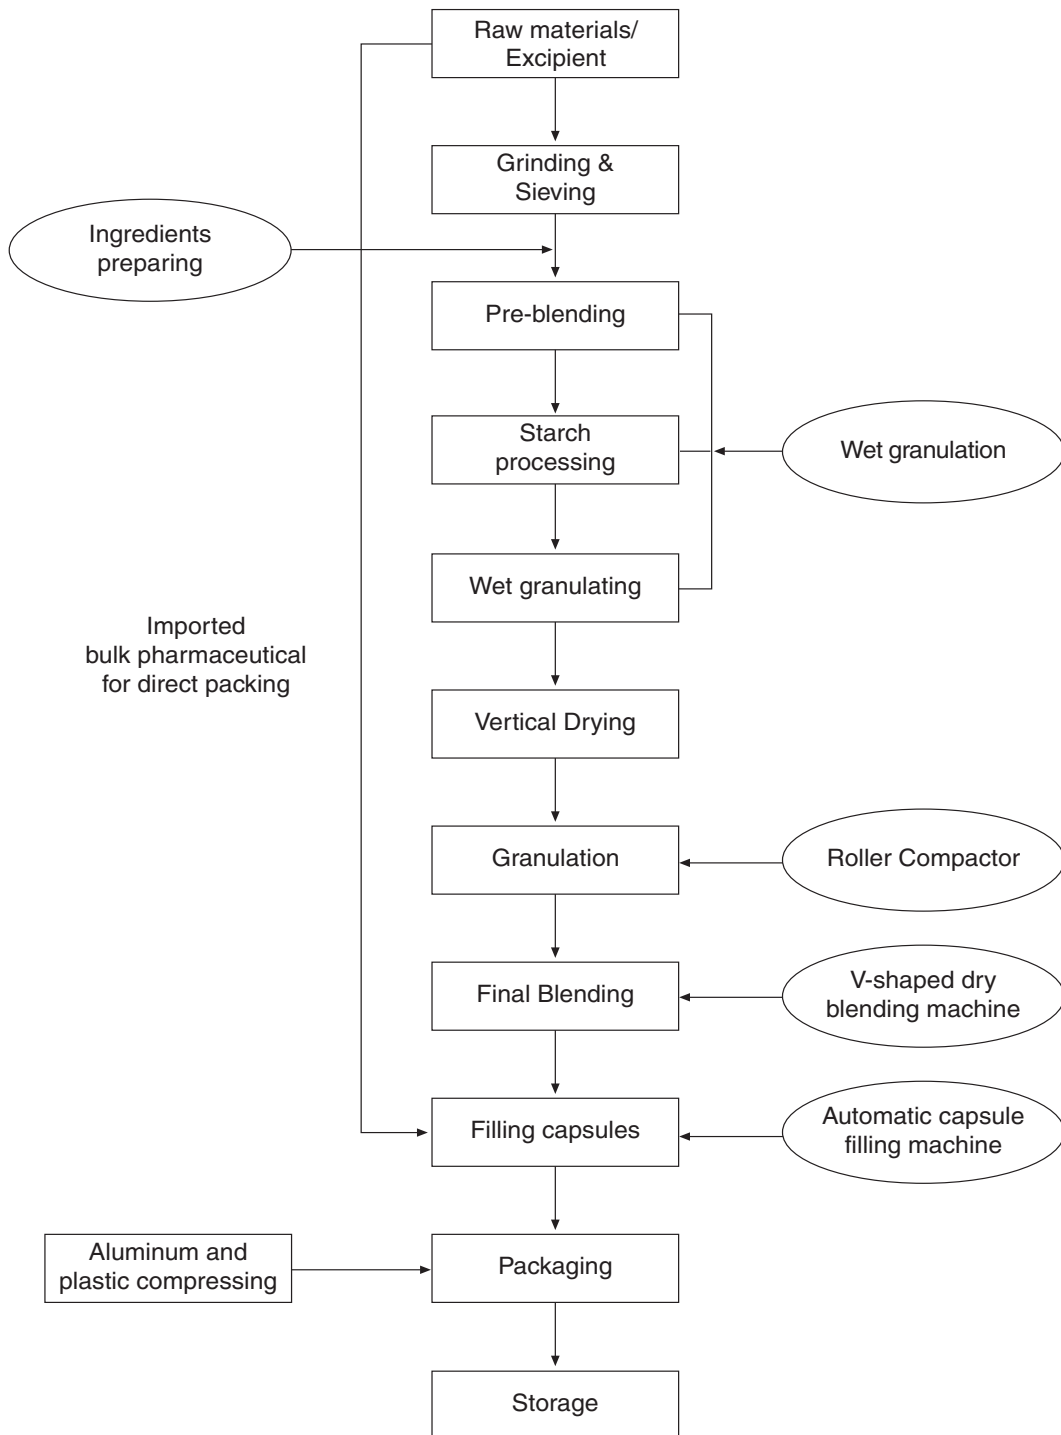 Raw materials/
Excipient
Grinding &
Sieving
Ingredients
preparing
Pre-blending
Starch
processing
Wet granulation
Wet granulating
Imported
bulk pharmaceutical
for direct packing
Vertical Drying
Granulation
Roller Compactor
Final Blending
V-shaped dry
blending machine
Filling capsules
Automatic capsule
filling machine
Aluminum and
plastic compressing
Packaging
Storage